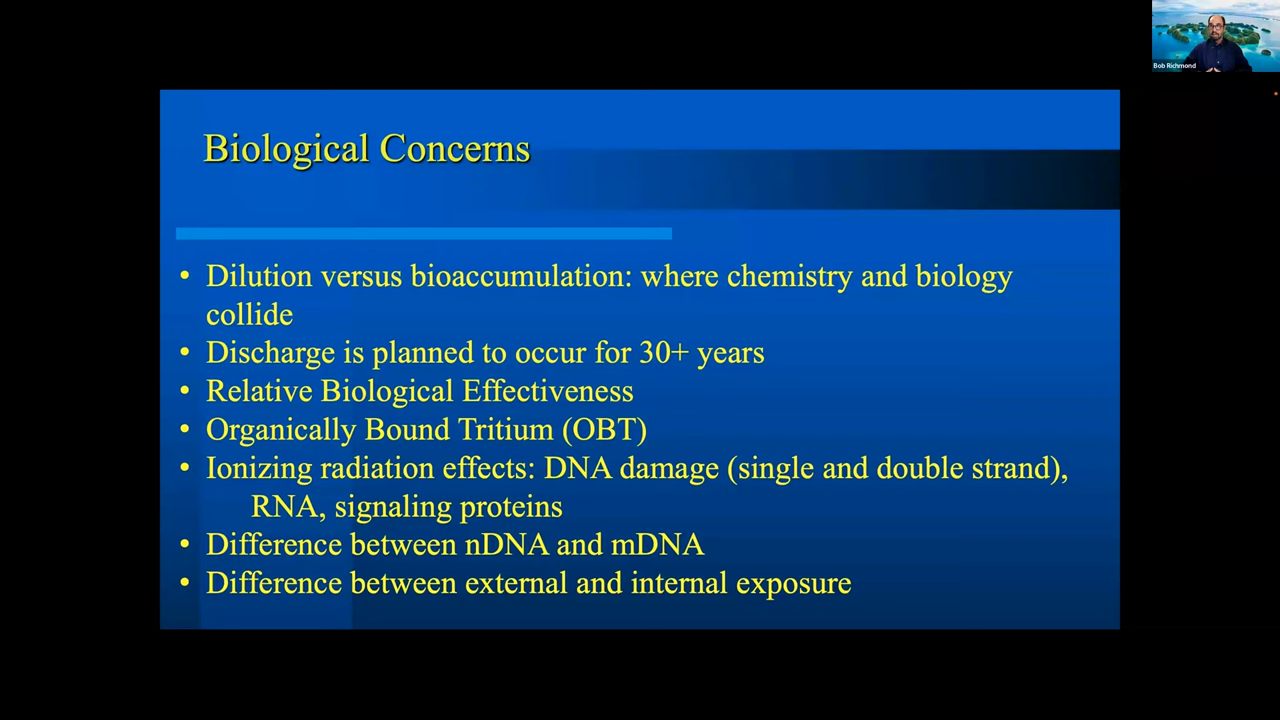 Bob Richmond
Biological Concerns
• Dilution versus bioaccumulation: where chemistry and biology
collide
• Discharge is planned to occur for 30+ years
• Relative Biological Effectiveness
• Organically Bound Tritium (OBT)
• Ionizing radiation effects: DNA damage (single and double strand),
RNA, signaling proteins
• Difference between nDNA and mDNA
• Difference between external and internal exposure